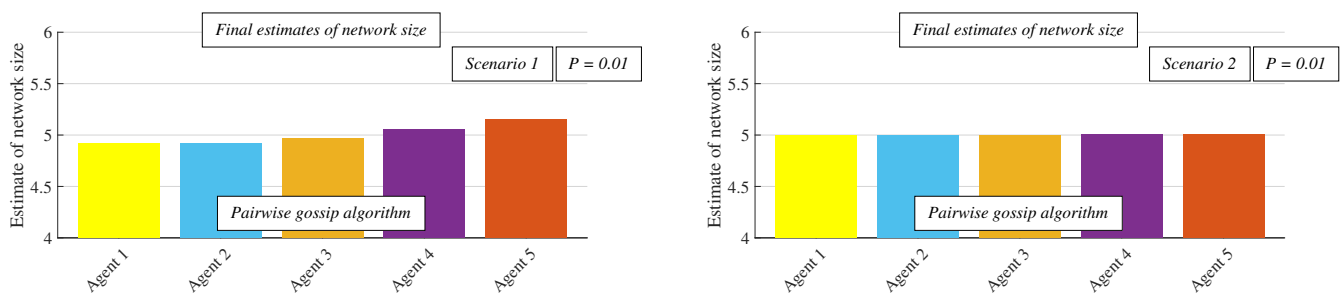 Final estimates of network size
Scenario 1
P = 0.01
Estimate of network size
6
5.5
5
4.5
4
Pairwise gossip algorithm
Agent 1
Agent 2
Agent 3
Agent 4
Agent 5
Final estimates of network size
Scenario 2
P = 0.01
Estimate of network size
6
5.5
5
4.5
4
Pairwise gossip algorithm
Agent 1
Agent 2
Agent 3
Agent 4
Agent 5